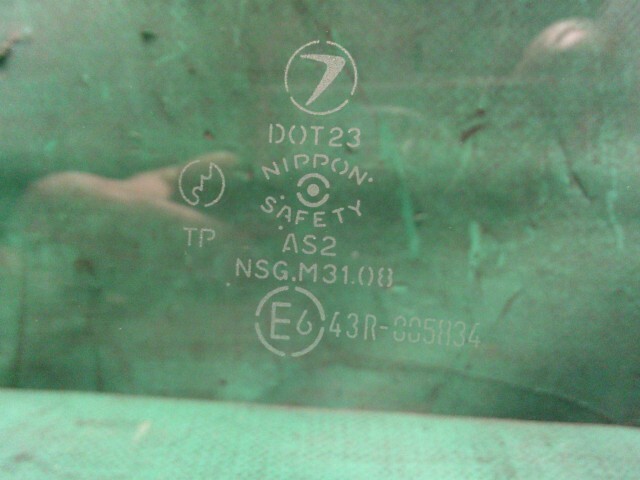 DOT23
NIPPON
SAFETY
TP
AS2
NSG.M31.08
E6 43R-005834